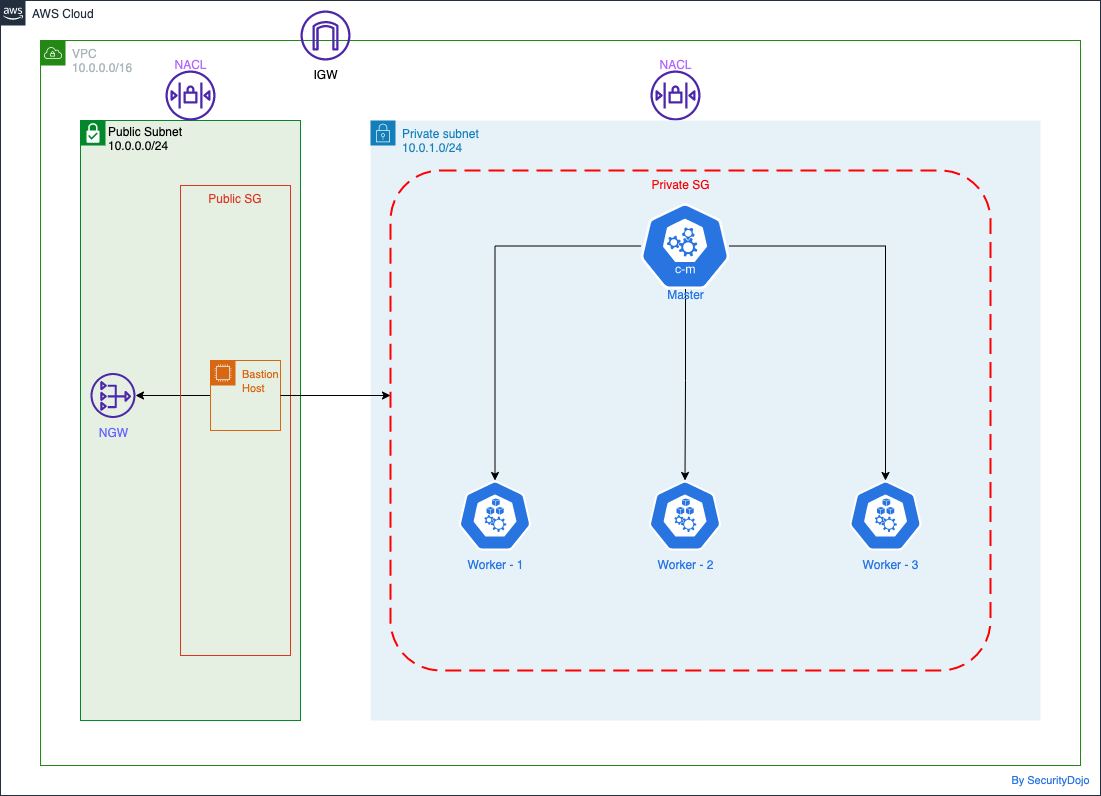 aws
AWS Cloud
IGW
VPC
10.0.0.0/16
NACL
NACL
Public Subnet
10.0.0.0/24
Private subnet
10.0.1.0/24
Public SG
Private SG
c-m
Master
Bastion
Host
NGW
Worker - 1
Worker - 2
Worker - 3
By SecurityDojo